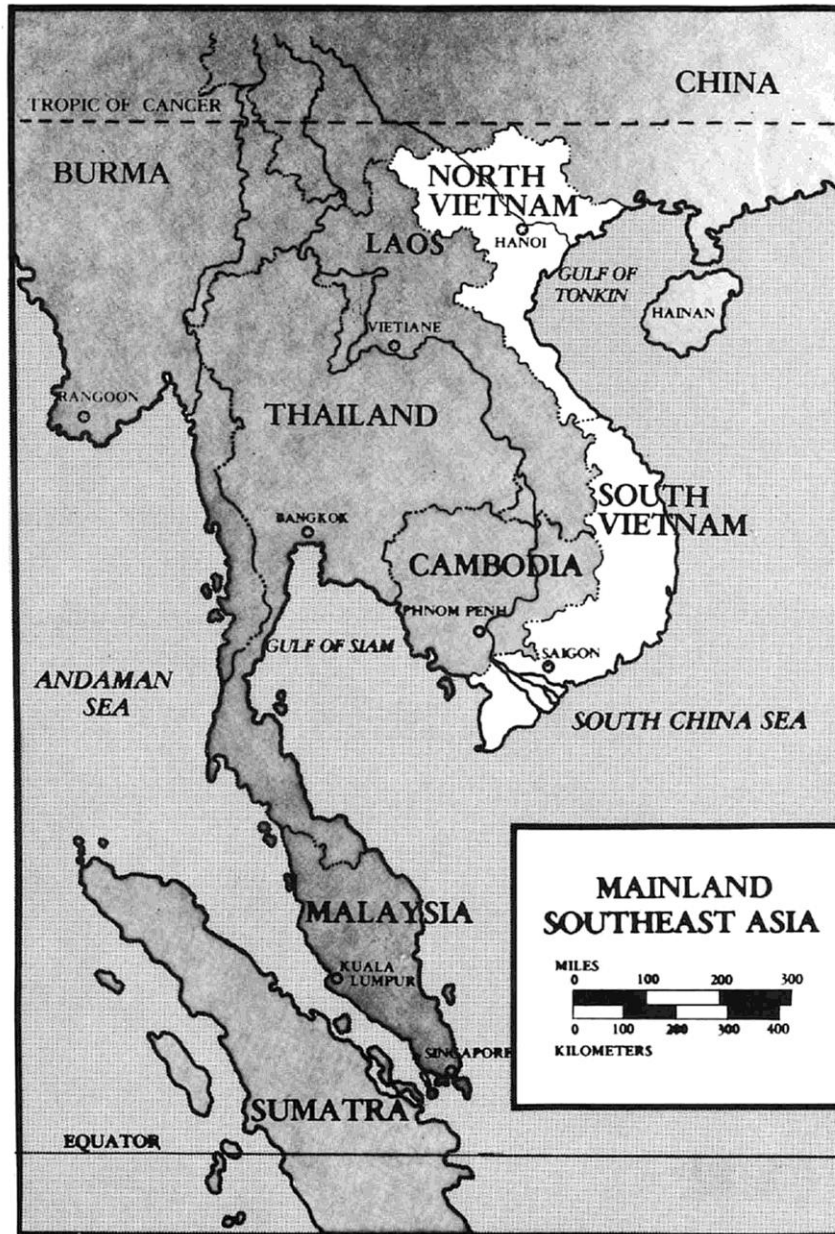 CHINA
TROPIC OF CANCER
BURMA
NORTH
VIETNAM
HANOI
LAOS
GULF OF
TONKIN
HAINAN
VIETIANE
RANGOON
THAILAND
SOUTH
VIETNAM
BANGKOK
CAMBODIA
PHNOM PENH
GULF OF SIAM
SAIGON
ANDAMAN
SEA
SOUTH CHINA SEA
MALAYSIA
KUALA
LUMPUR
SINGAPORE
SUMATRA
EQUATOR
MAINLAND
SOUTHEAST ASIA
MILES
0 100 200 300
0 100 200 300 400
KILOMETERS